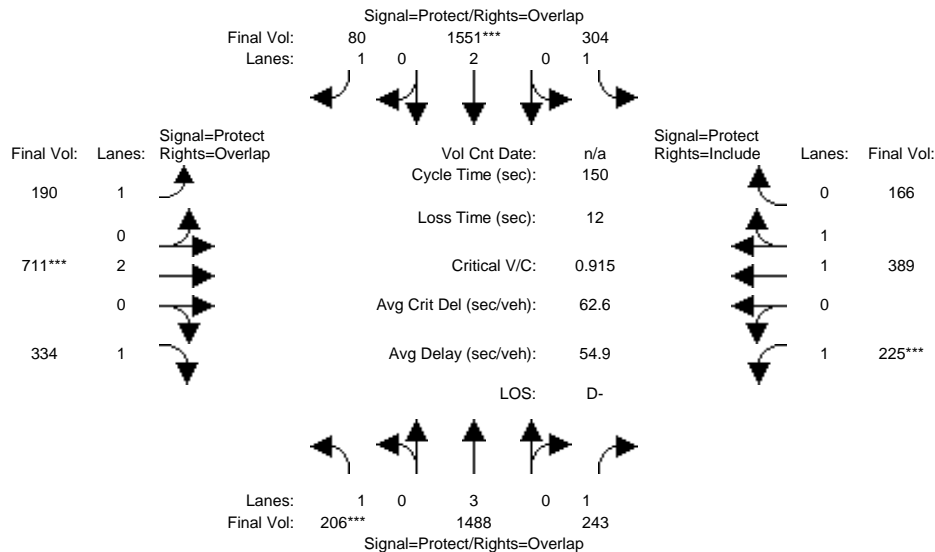 Signal=Protect/Rights=Overlap
Final Vol: 80 1551*** 304
Lanes: 1 0 2 0 1
Signal=Protect
Rights=Overlap
Signal=Protect
Rights=Include
Final Vol: Lanes: Vol Cnt Date: n/a Lanes: Final Vol:
Cycle Time (sec): 150
190 1 0 166
Loss Time (sec): 12
0 1
711*** 2 Critical V/C: 0.915 1 389
0 Avg Crit Del (sec/veh): 62.6 0
334 1 Avg Delay (sec/veh): 54.9 1 225***
LOS: D-
Lanes: 1 0 3 0 1
Final Vol: 206*** 1488 243
Signal=Protect/Rights=Overlap